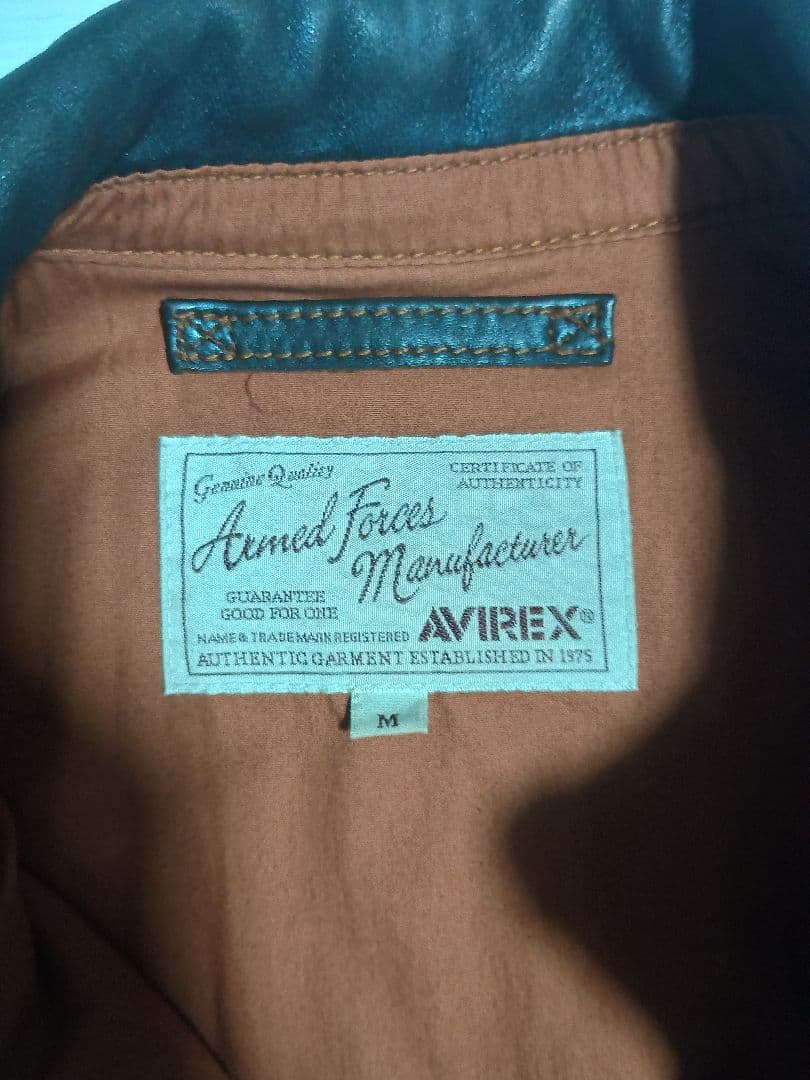 Genuine Quality
CERTIFICATE OF
AUTHENTICITY
Armed Forces
Manufacturer
GUARANTEE
GOOD FOR ONE
NAME & TRADEMARK REGISTERED
AVIREX®
AUTHENTIC GARMENT ESTABLISHED IN 1975
M